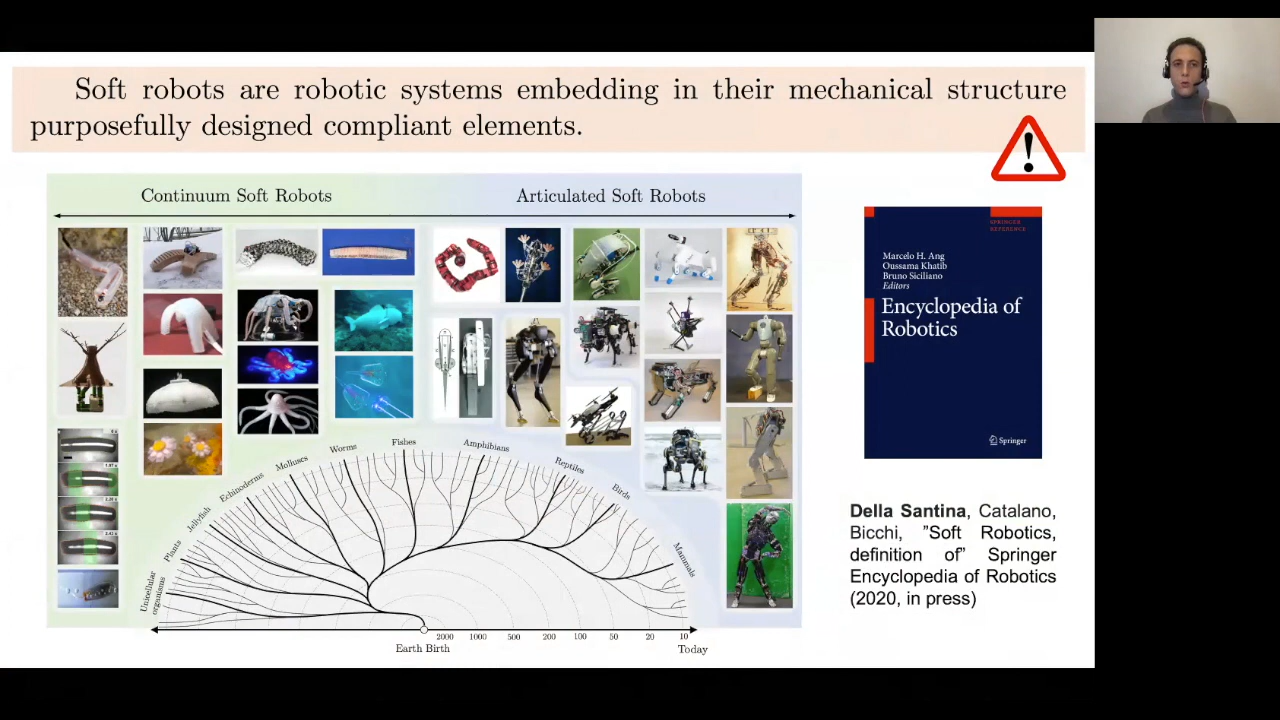 Soft robots are robotic systems embedding in their mechanical structure
purposefully designed compliant elements.
Continuum Soft Robots
Articulated Soft Robots
SPRINGER
REFERENCE
Marcelo H. Ang
Oussama Khatib
Bruno Siciliano
Editors
Encyclopedia of
Robotics
Springer
Della Santina, Catalano,
Bicchi, ”Soft Robotics,
definition of” Springer
Encyclopedia of Robotics
(2020, in press)
Unicellular
organisms
Plants
Jellyfish
Echinoderms
Molluscs
Worms
Fishes
Amphibians
Reptiles
Birds
Mammals
2000 1000 500 200 100 50 20 10
Earth Birth
Today